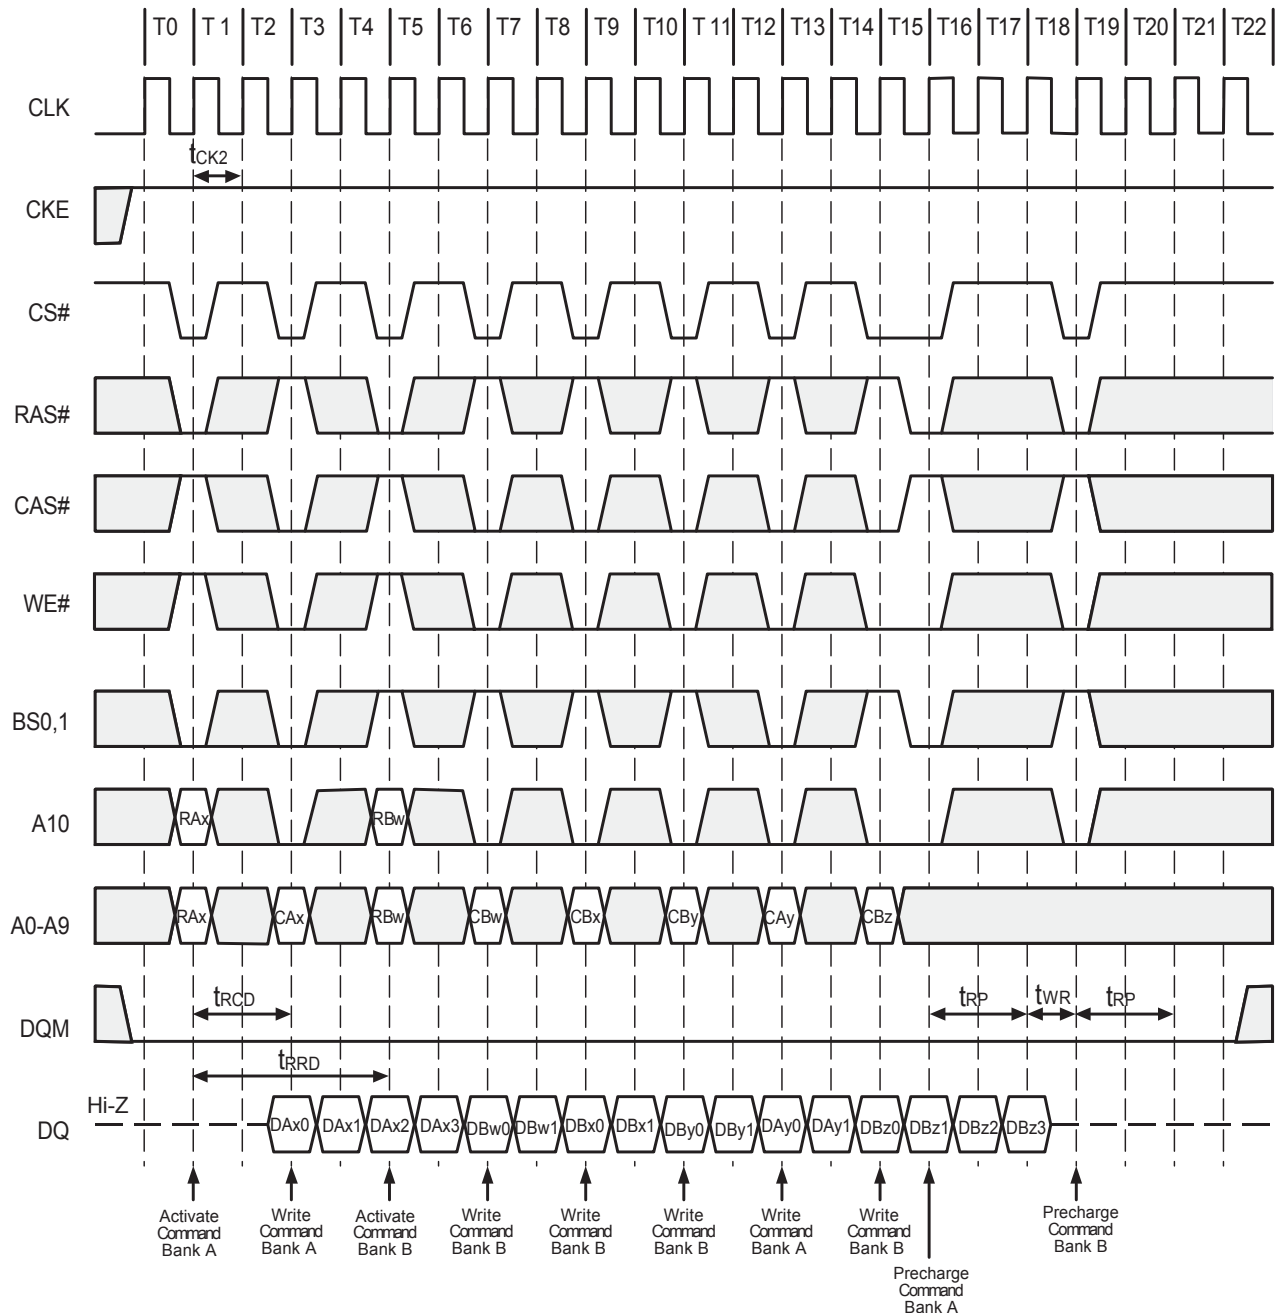 T0 T 1 T2 T3 T4 T5 T6 T7 T8 T9 T10 T 11 T12 T13 T14 T15 T16 T17 T18 T19 T20 T21 T22
CLK
tCK2
CKE
CS#
RAS#
CAS#
WE#
BS0,1
A10
RAx RBw
A0-A9
RAx CAx RBw CBw CBx CBy CAy CBz
DQM
tRCD tRP tWR tRP
tRRD
Hi-Z
DQ
DAx0 DAx1 DAx2 DAx3 DBw0 DBw1 DBx0 DBx1 DBy0 DBy1 DAy0 DAy1 DBz0 DBz1 DBz2 DBz3
Activate
Command
Bank A
Write
Command
Bank A
Activate
Command
Bank B
Write
Command
Bank B
Write
Command
Bank B
Write
Command
Bank B
Write
Command
Bank A
Write
Command
Bank B
Precharge
Command
Bank A
Precharge
Command
Bank B